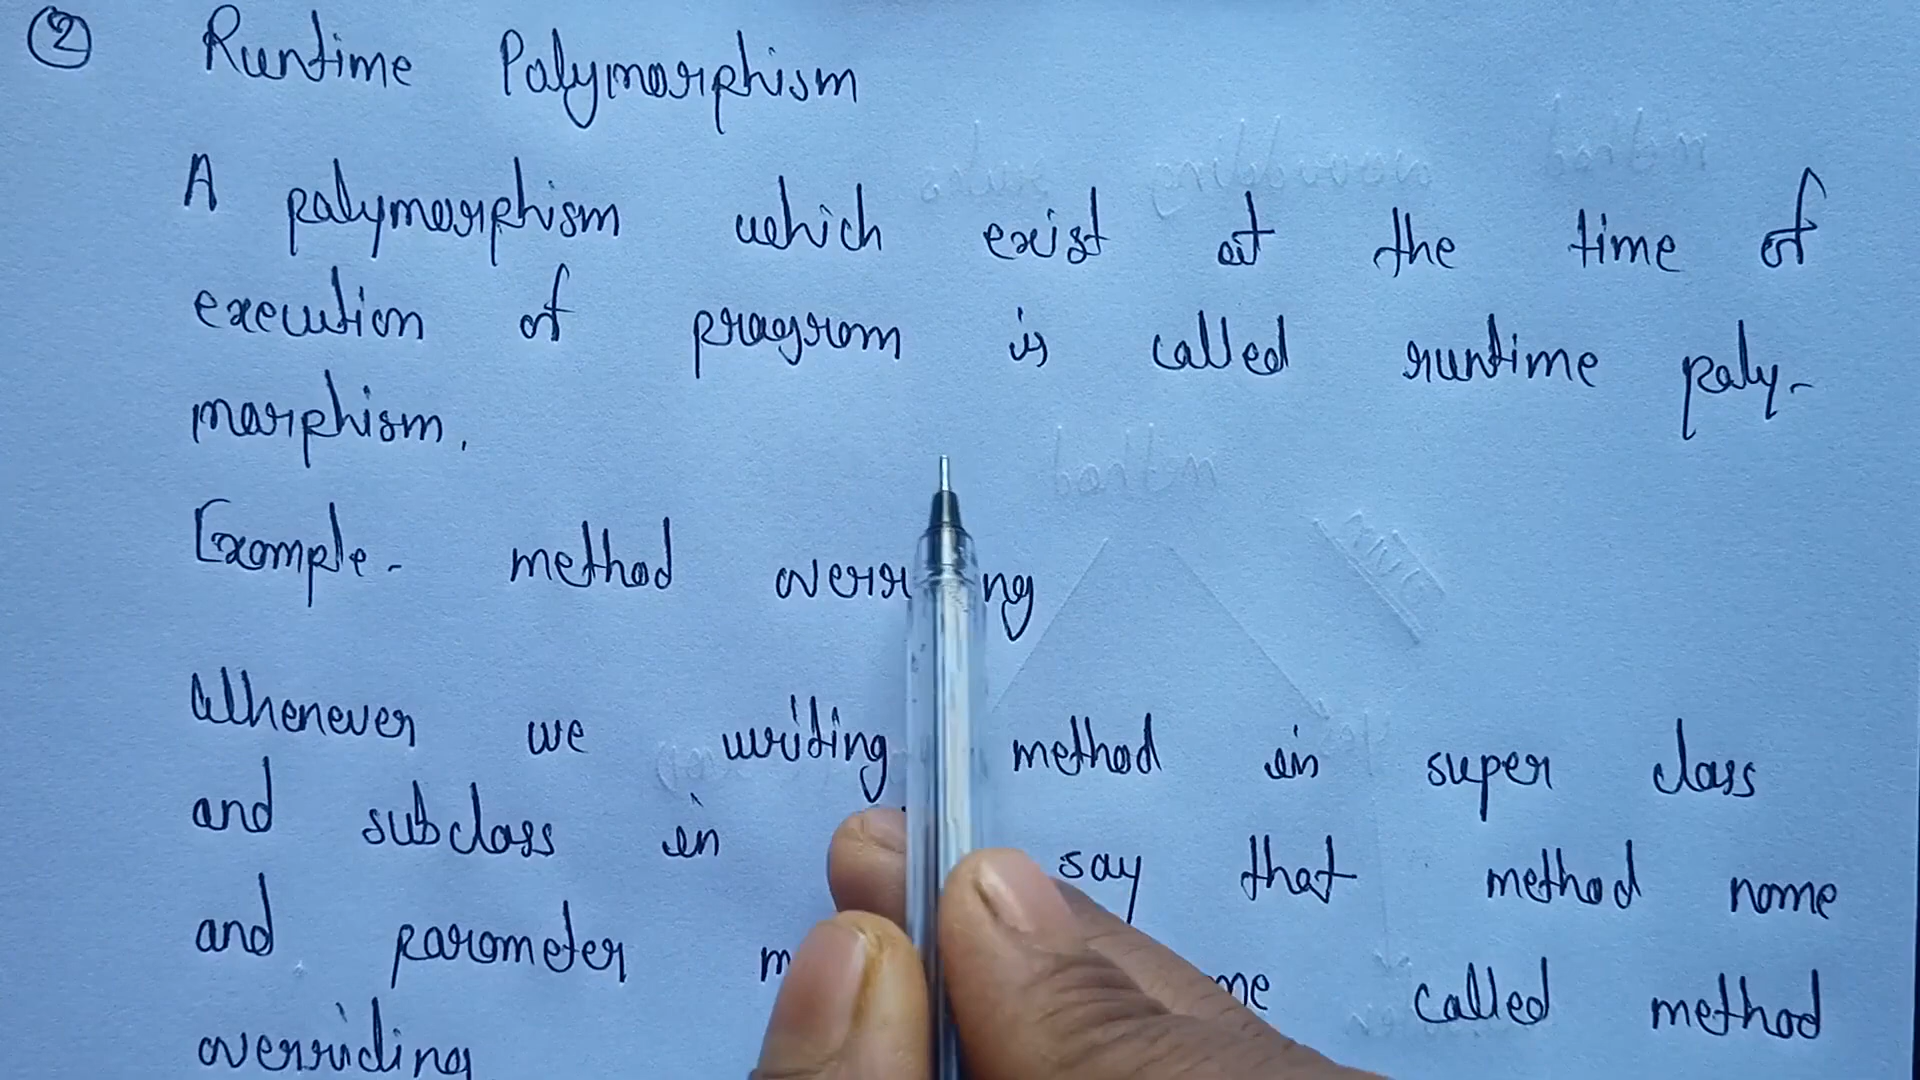 ② Runtime Polymorphism
A polymorphism which exist at the time of
execution of program is called runtime poly-
morphism.
Example - method
Whenever we writing method in super class
and subclass in say that method name
and parameter called method
overriding